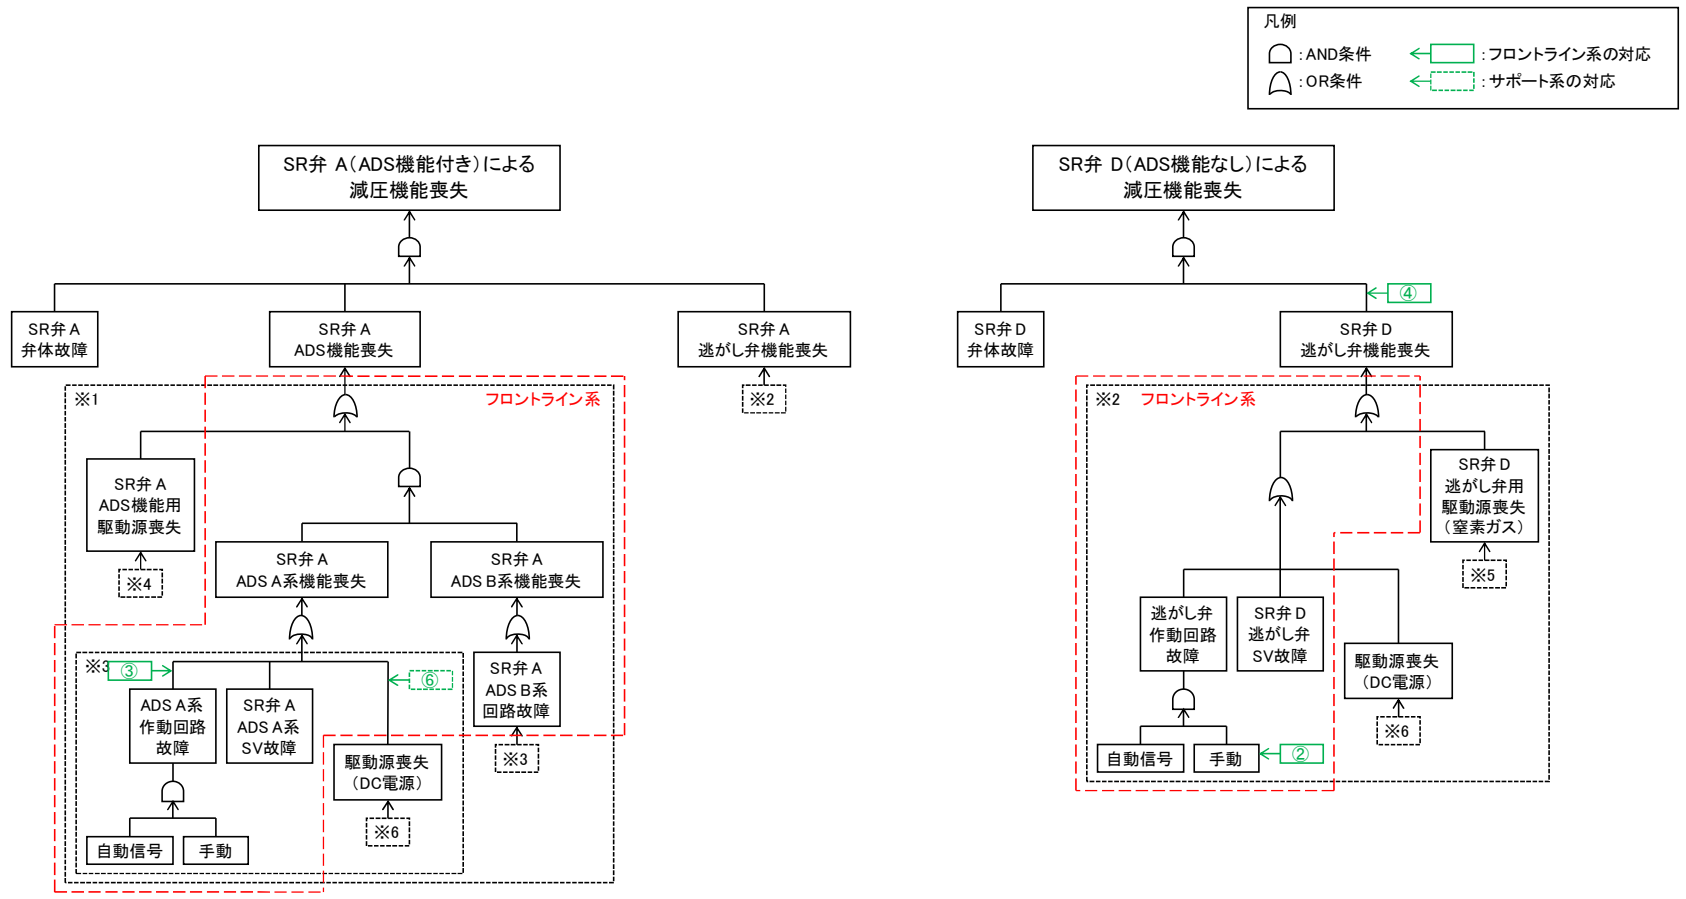 凡例
：AND条件
：フロントライン系の対応
：OR条件
：サポート系の対応
SR弁 A（ADS機能付き）による
減圧機能喪失
SR弁 D（ADS機能なし）による
減圧機能喪失
④
SR弁A
弁体故障
SR弁A
ADS機能喪失
SR弁A
逃がし弁機能喪失
SR弁D
弁体故障
SR弁D
逃がし弁機能喪失
※1
フロントライン系
※2
※2
フロントライン系
SR弁A
ADS機能用
駆動源喪失
SR弁D
逃がし弁用
駆動源喪失
（窒素ガス）
SR弁A
ADS A系機能喪失
SR弁A
ADS B系機能喪失
※4
※5
逃がし弁
作動回路
故障
SR弁D
逃がし弁
SV故障
駆動源喪失
（DC電源）
※3
③
⑥
ADS A系
作動回路
故障
SR弁A
ADS A系
SV故障
SR弁A
ADS B系
回路故障
※6
※3
駆動源喪失
（DC電源）
自動信号
手動
②
※6
自動信号
手動